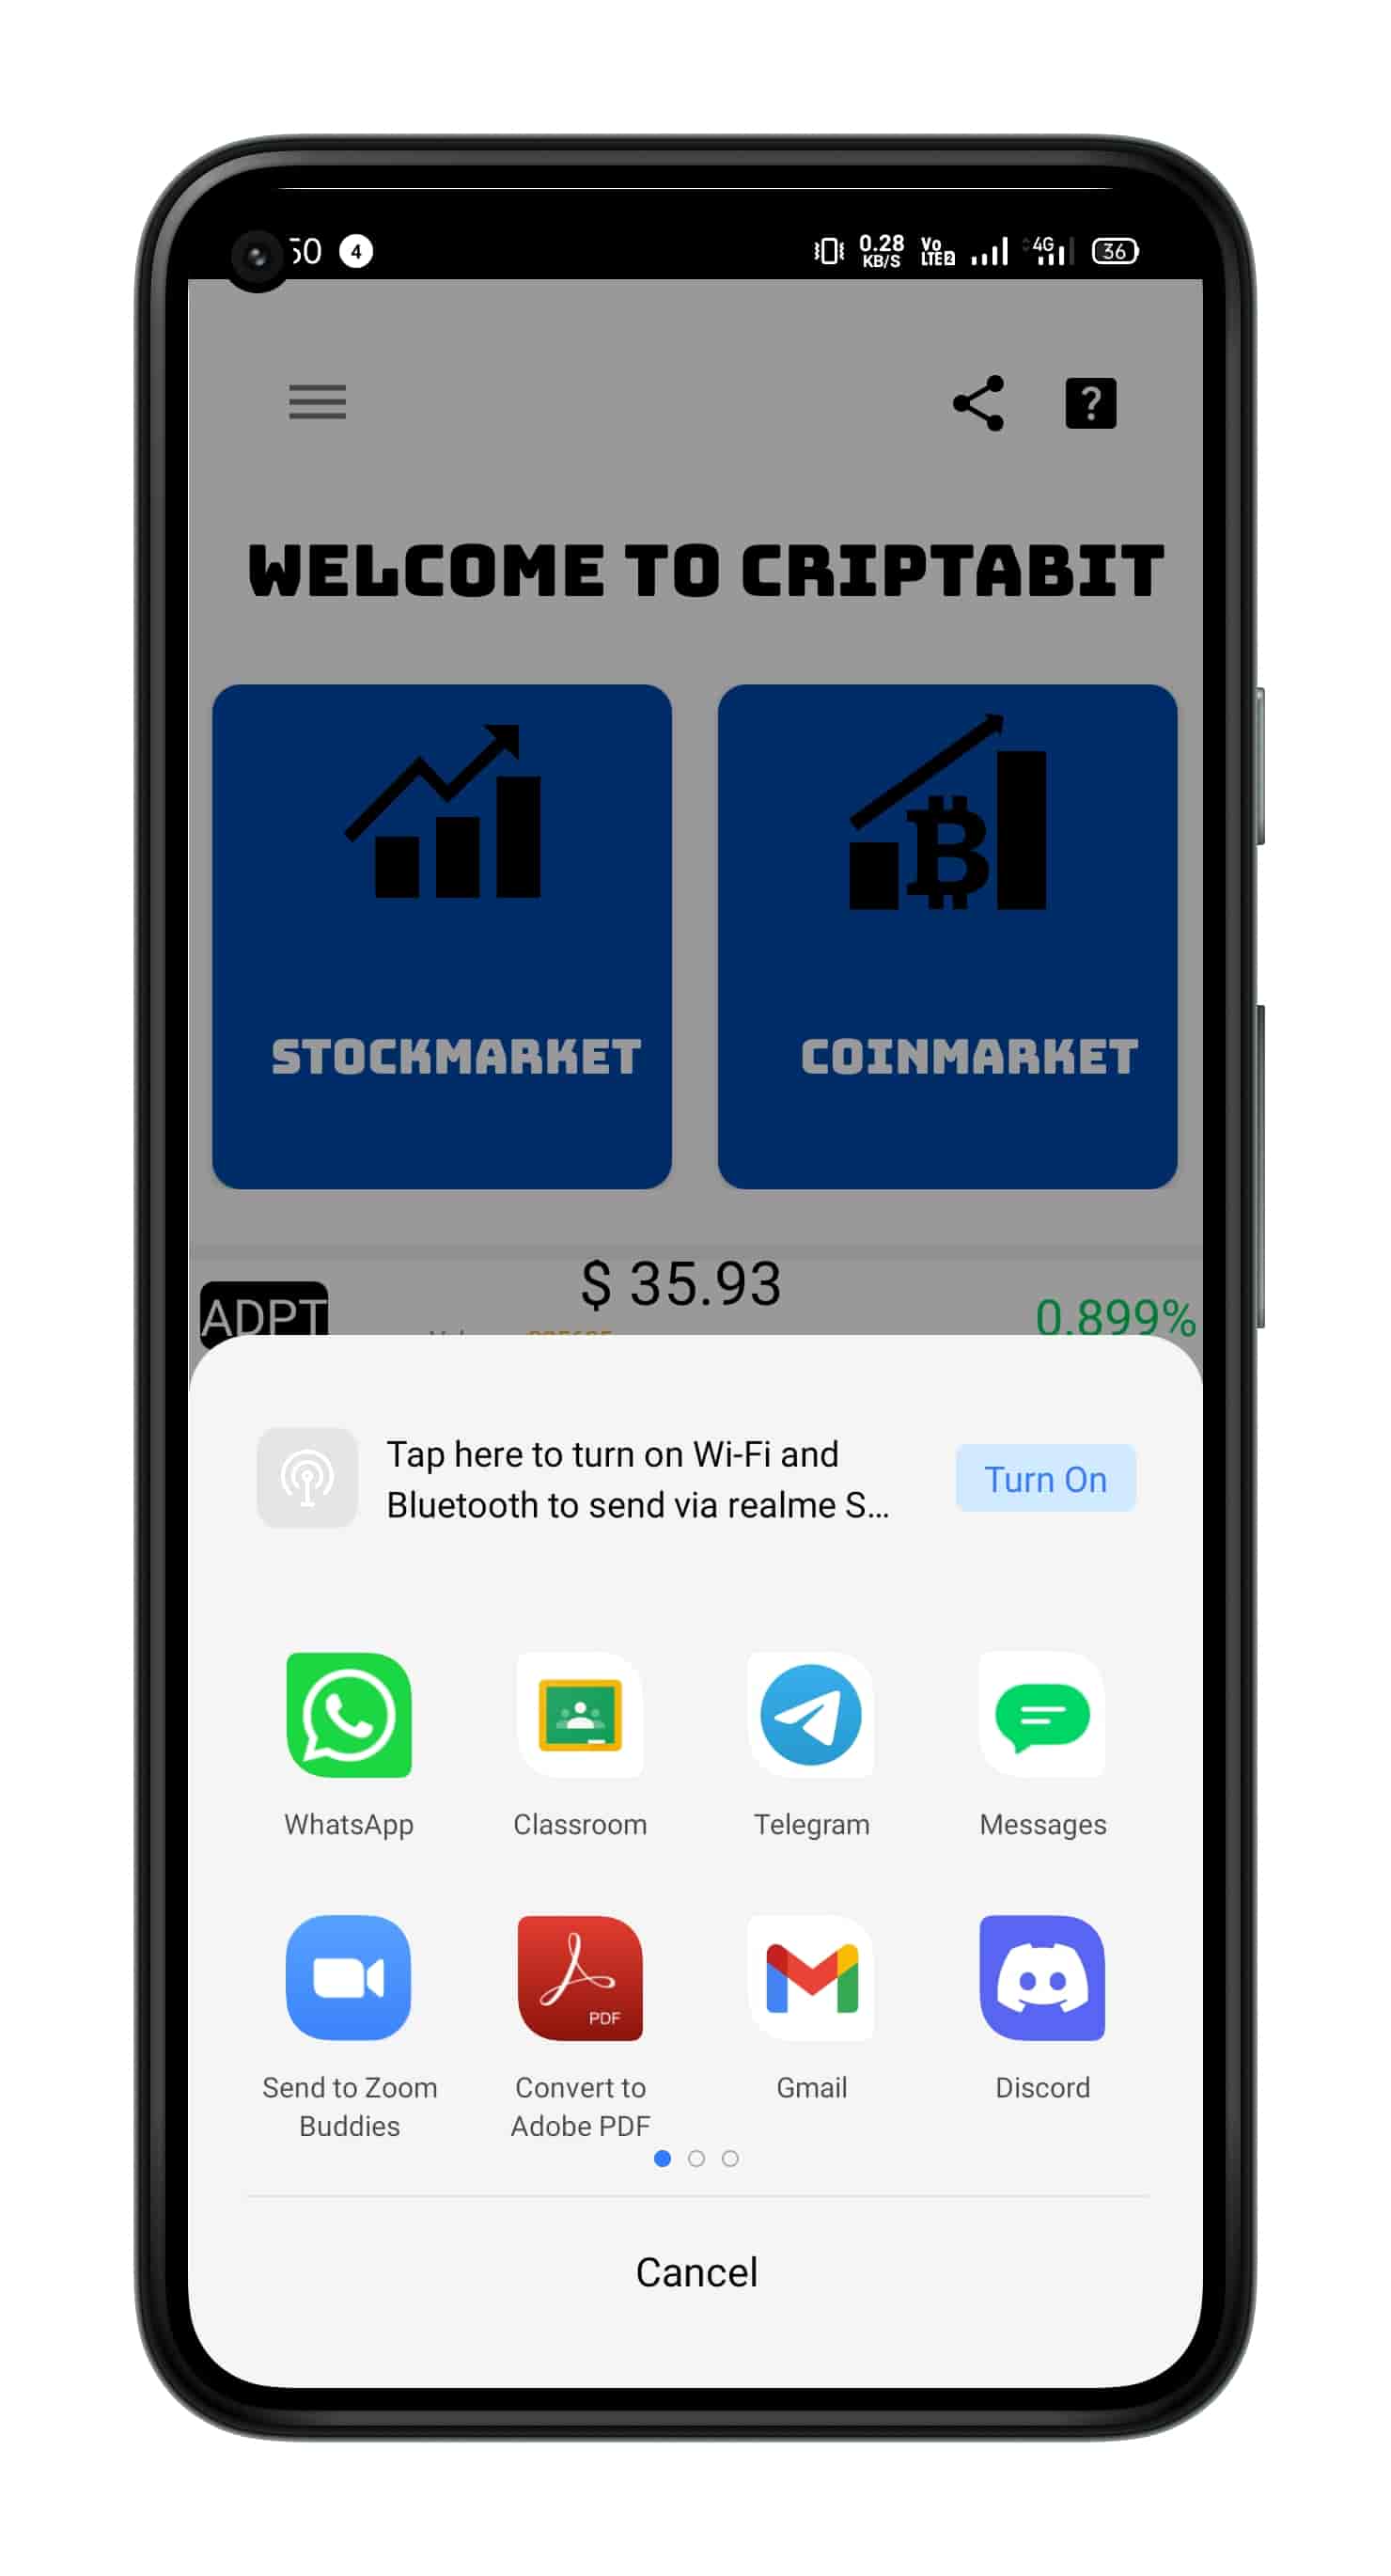 50 4 0.28 KB/S Vo LTE2 4G 36
?
WELCOME TO CRIPTABIT
STOCKMARKET COINMARKET
$ 35.93
ADPT 0.899%
Tap here to turn on Wi-Fi and
Bluetooth to send via realme S...
Turn On
WhatsApp Classroom Telegram Messages
PDF
Send to Zoom
Buddies
Convert to
Adobe PDF
Gmail
Discord
Cancel